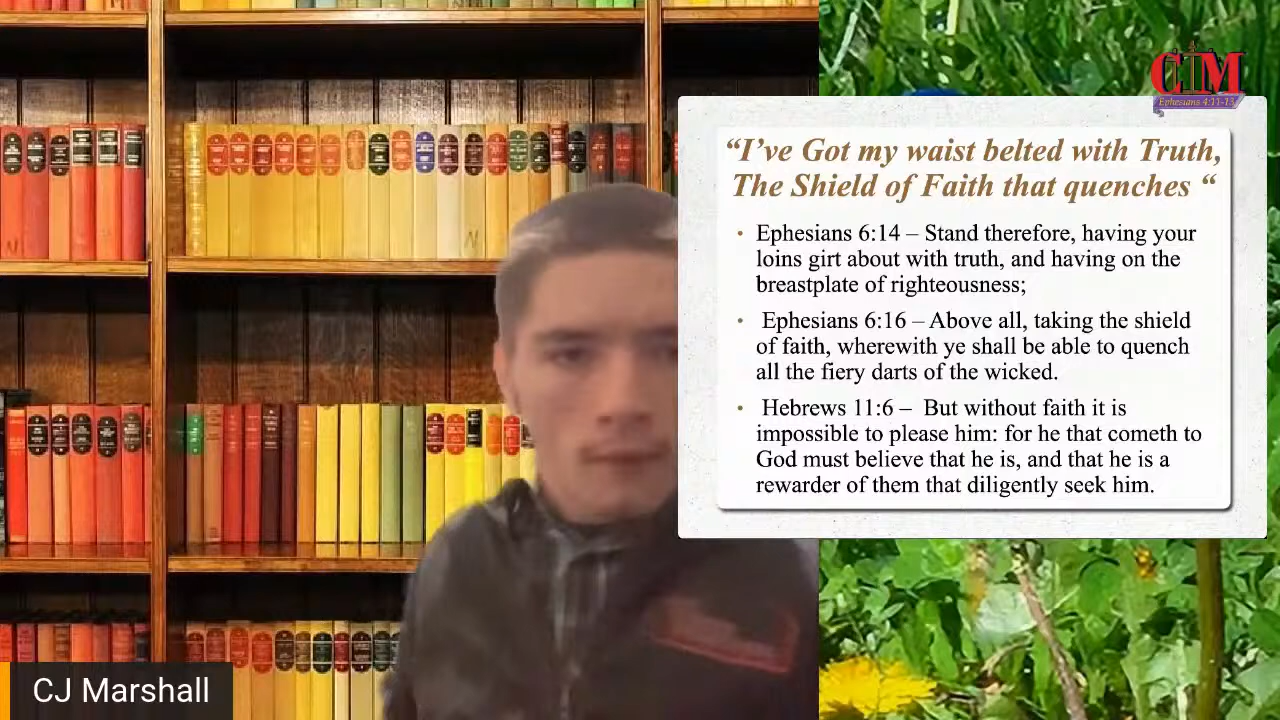 CIM
Ephesians 4:11-13
“I’ve Got my waist belted with Truth,
The Shield of Faith that quenches “
• Ephesians 6:14 – Stand therefore, having your
loins girt about with truth, and having on the
breastplate of righteousness;
• Ephesians 6:16 – Above all, taking the shield
of faith, wherewith ye shall be able to quench
all the fiery darts of the wicked.
• Hebrews 11:6 – But without faith it is
impossible to please him: for he that cometh to
God must believe that he is, and that he is a
rewarder of them that diligently seek him.
CJ Marshall